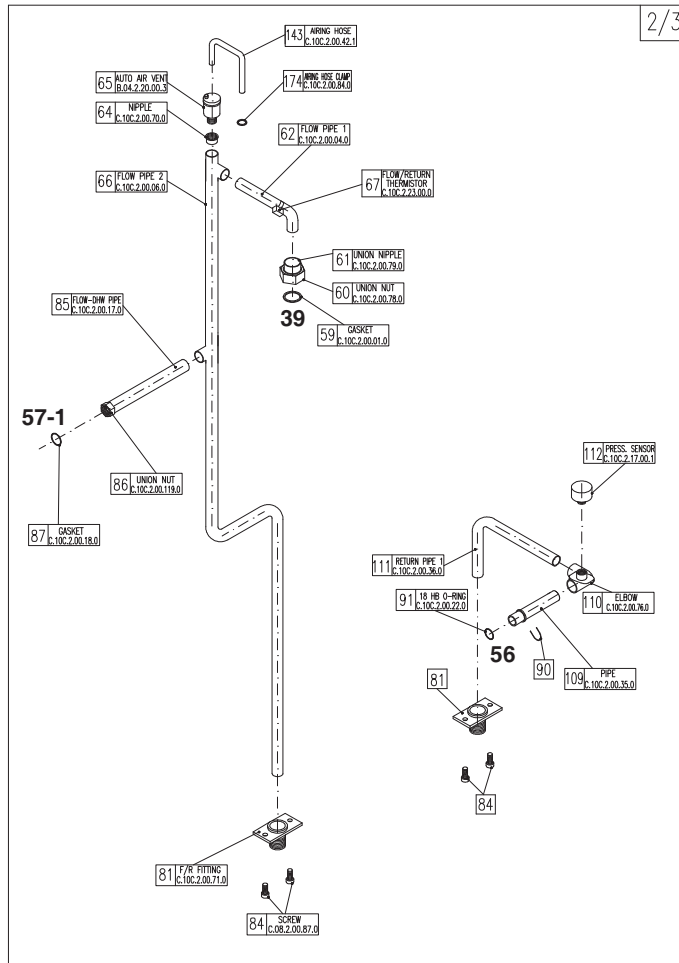 2/3
143 AIRING HOSE
C.10C.2.00.42.1
65 AUTO AIR VENT
B.04.2.20.00.3
174 AIRING HOSE CLAMP
C.10C.2.00.84.0
64 NIPPLE
C.10C.2.00.70.0
62 FLOW PIPE 1
C.10C.2.00.04.0
66 FLOW PIPE 2
C.10C.2.00.06.0
67 FLOW/RETURN
THERMISTOR
C.10C.2.23.00.0
61 UNION NIPPLE
C.10C.2.00.79.0
60 UNION NUT
C.10C.2.00.78.0
39
59 GASKET
C.10C.2.00.01.0
85 FLOW-DHW PIPE
C.10C.2.00.17.0
57-1
86 UNION NUT
C.10C.2.00.119.0
87 GASKET
C.10C.2.00.18.0
112 PRESS. SENSOR
C.10C.2.17.00.1
111 RETURN PIPE 1
C.10C.2.00.36.0
91 18 HB O-RING
C.10C.2.00.22.0
110 ELBOW
C.10C.2.00.76.0
56
90
109 PIPE
C.10C.2.00.35.0
81
84
81 F/R FITTING
C.10C.2.00.71.0
84 SCREW
C.08.2.00.87.0